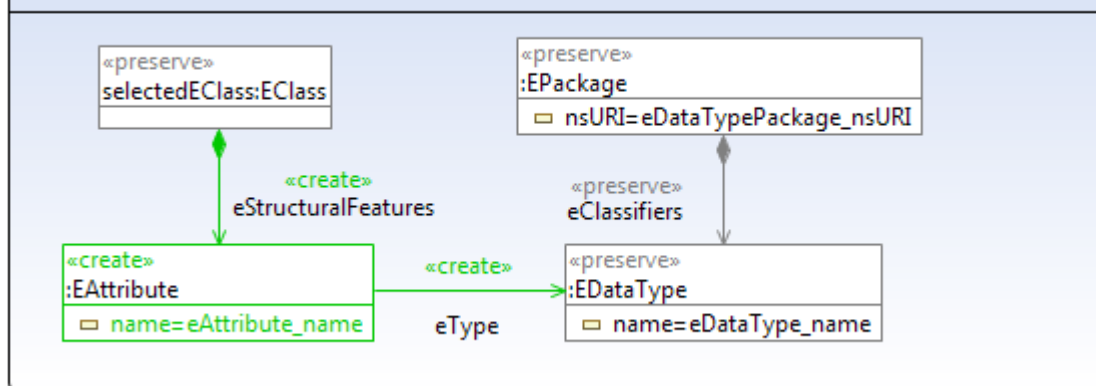 «preserve»
selectedEClass:EClass
«preserve»
:EPackage
nsURI=eDataTypePackage_nsURI
«create»
eStructuralFeatures
«preserve»
eClassifiers
«create»
:EAttribute
name=eAttribute_name
«create»
eType
«preserve»
:EDataType
name=eDataType_name